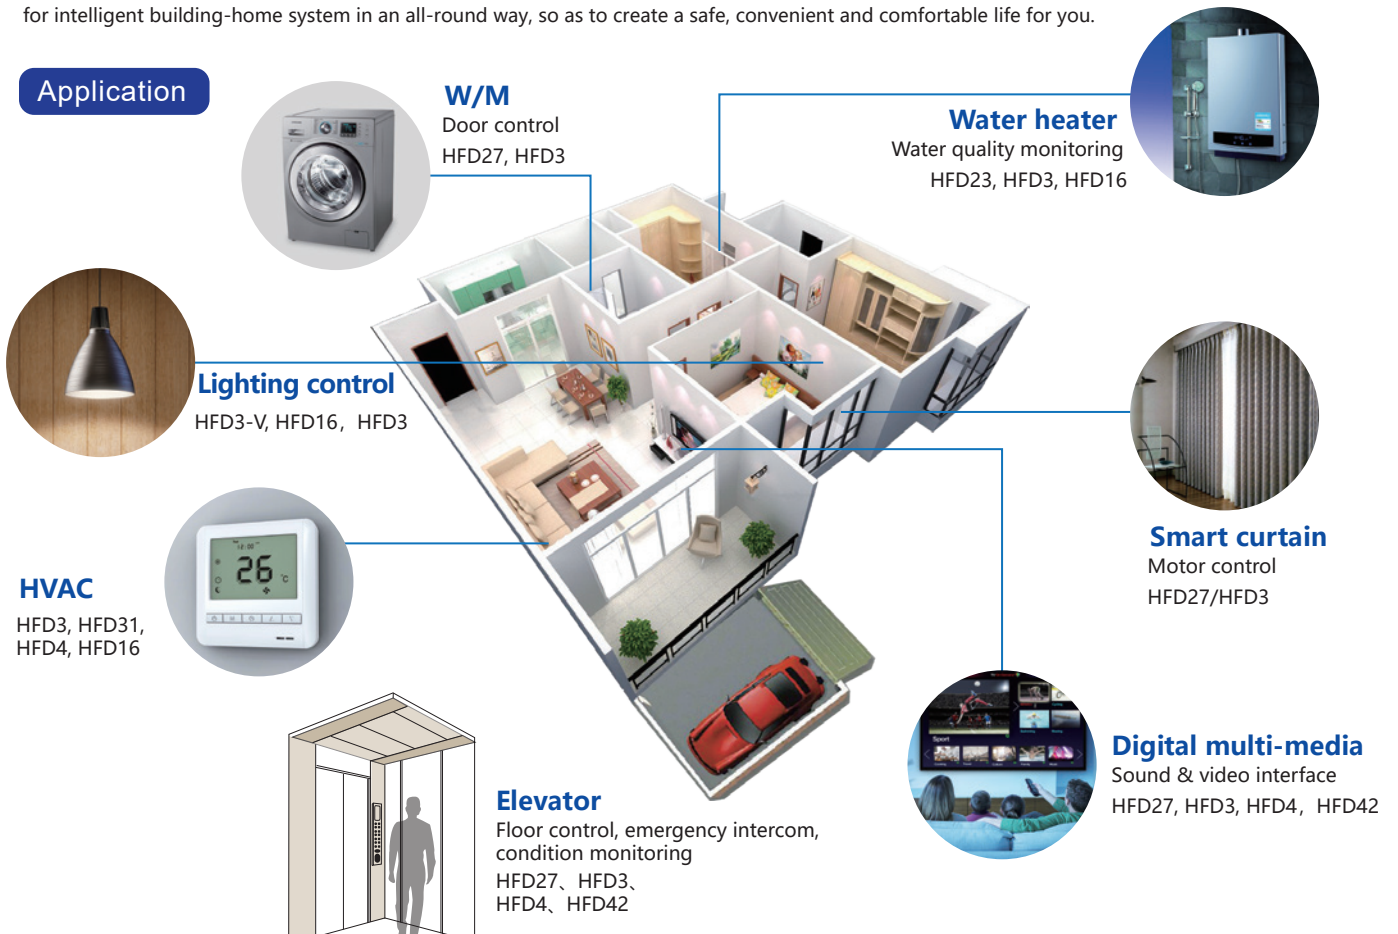 for intelligent building-home system in an all-round way, so as to create a safe, convenient and comfortable life for you.
Application
W/M
Door control
HFD27, HFD3
Water heater
Water quality monitoring
HFD23, HFD3, HFD16
Lighting control
HFD3-V, HFD16，HFD3
Smart curtain
Motor control
HFD27/HFD3
HVAC
HFD3, HFD31,
HFD4, HFD16
26
°C
Sport
Digital multi-media
Sound & video interface
HFD27, HFD3, HFD4，HFD42
Elevator
Floor control, emergency intercom,
condition monitoring
HFD27、HFD3、
HFD4、HFD42